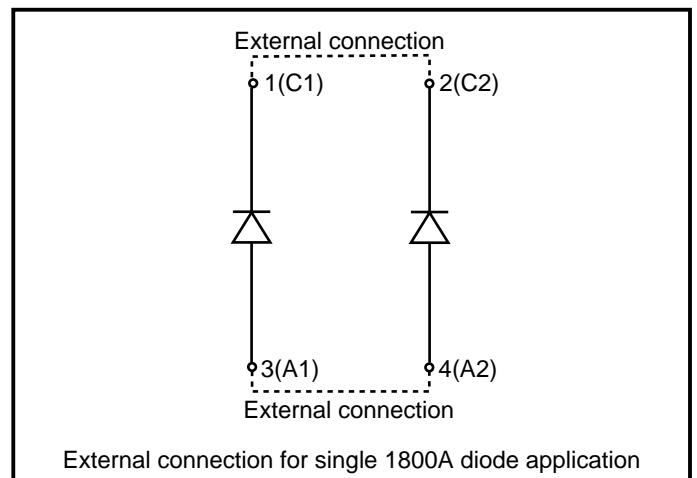 External connection
1(C1)
2(C2)
3(A1)
4(A2)
External connection
External connection for single 1800A diode application